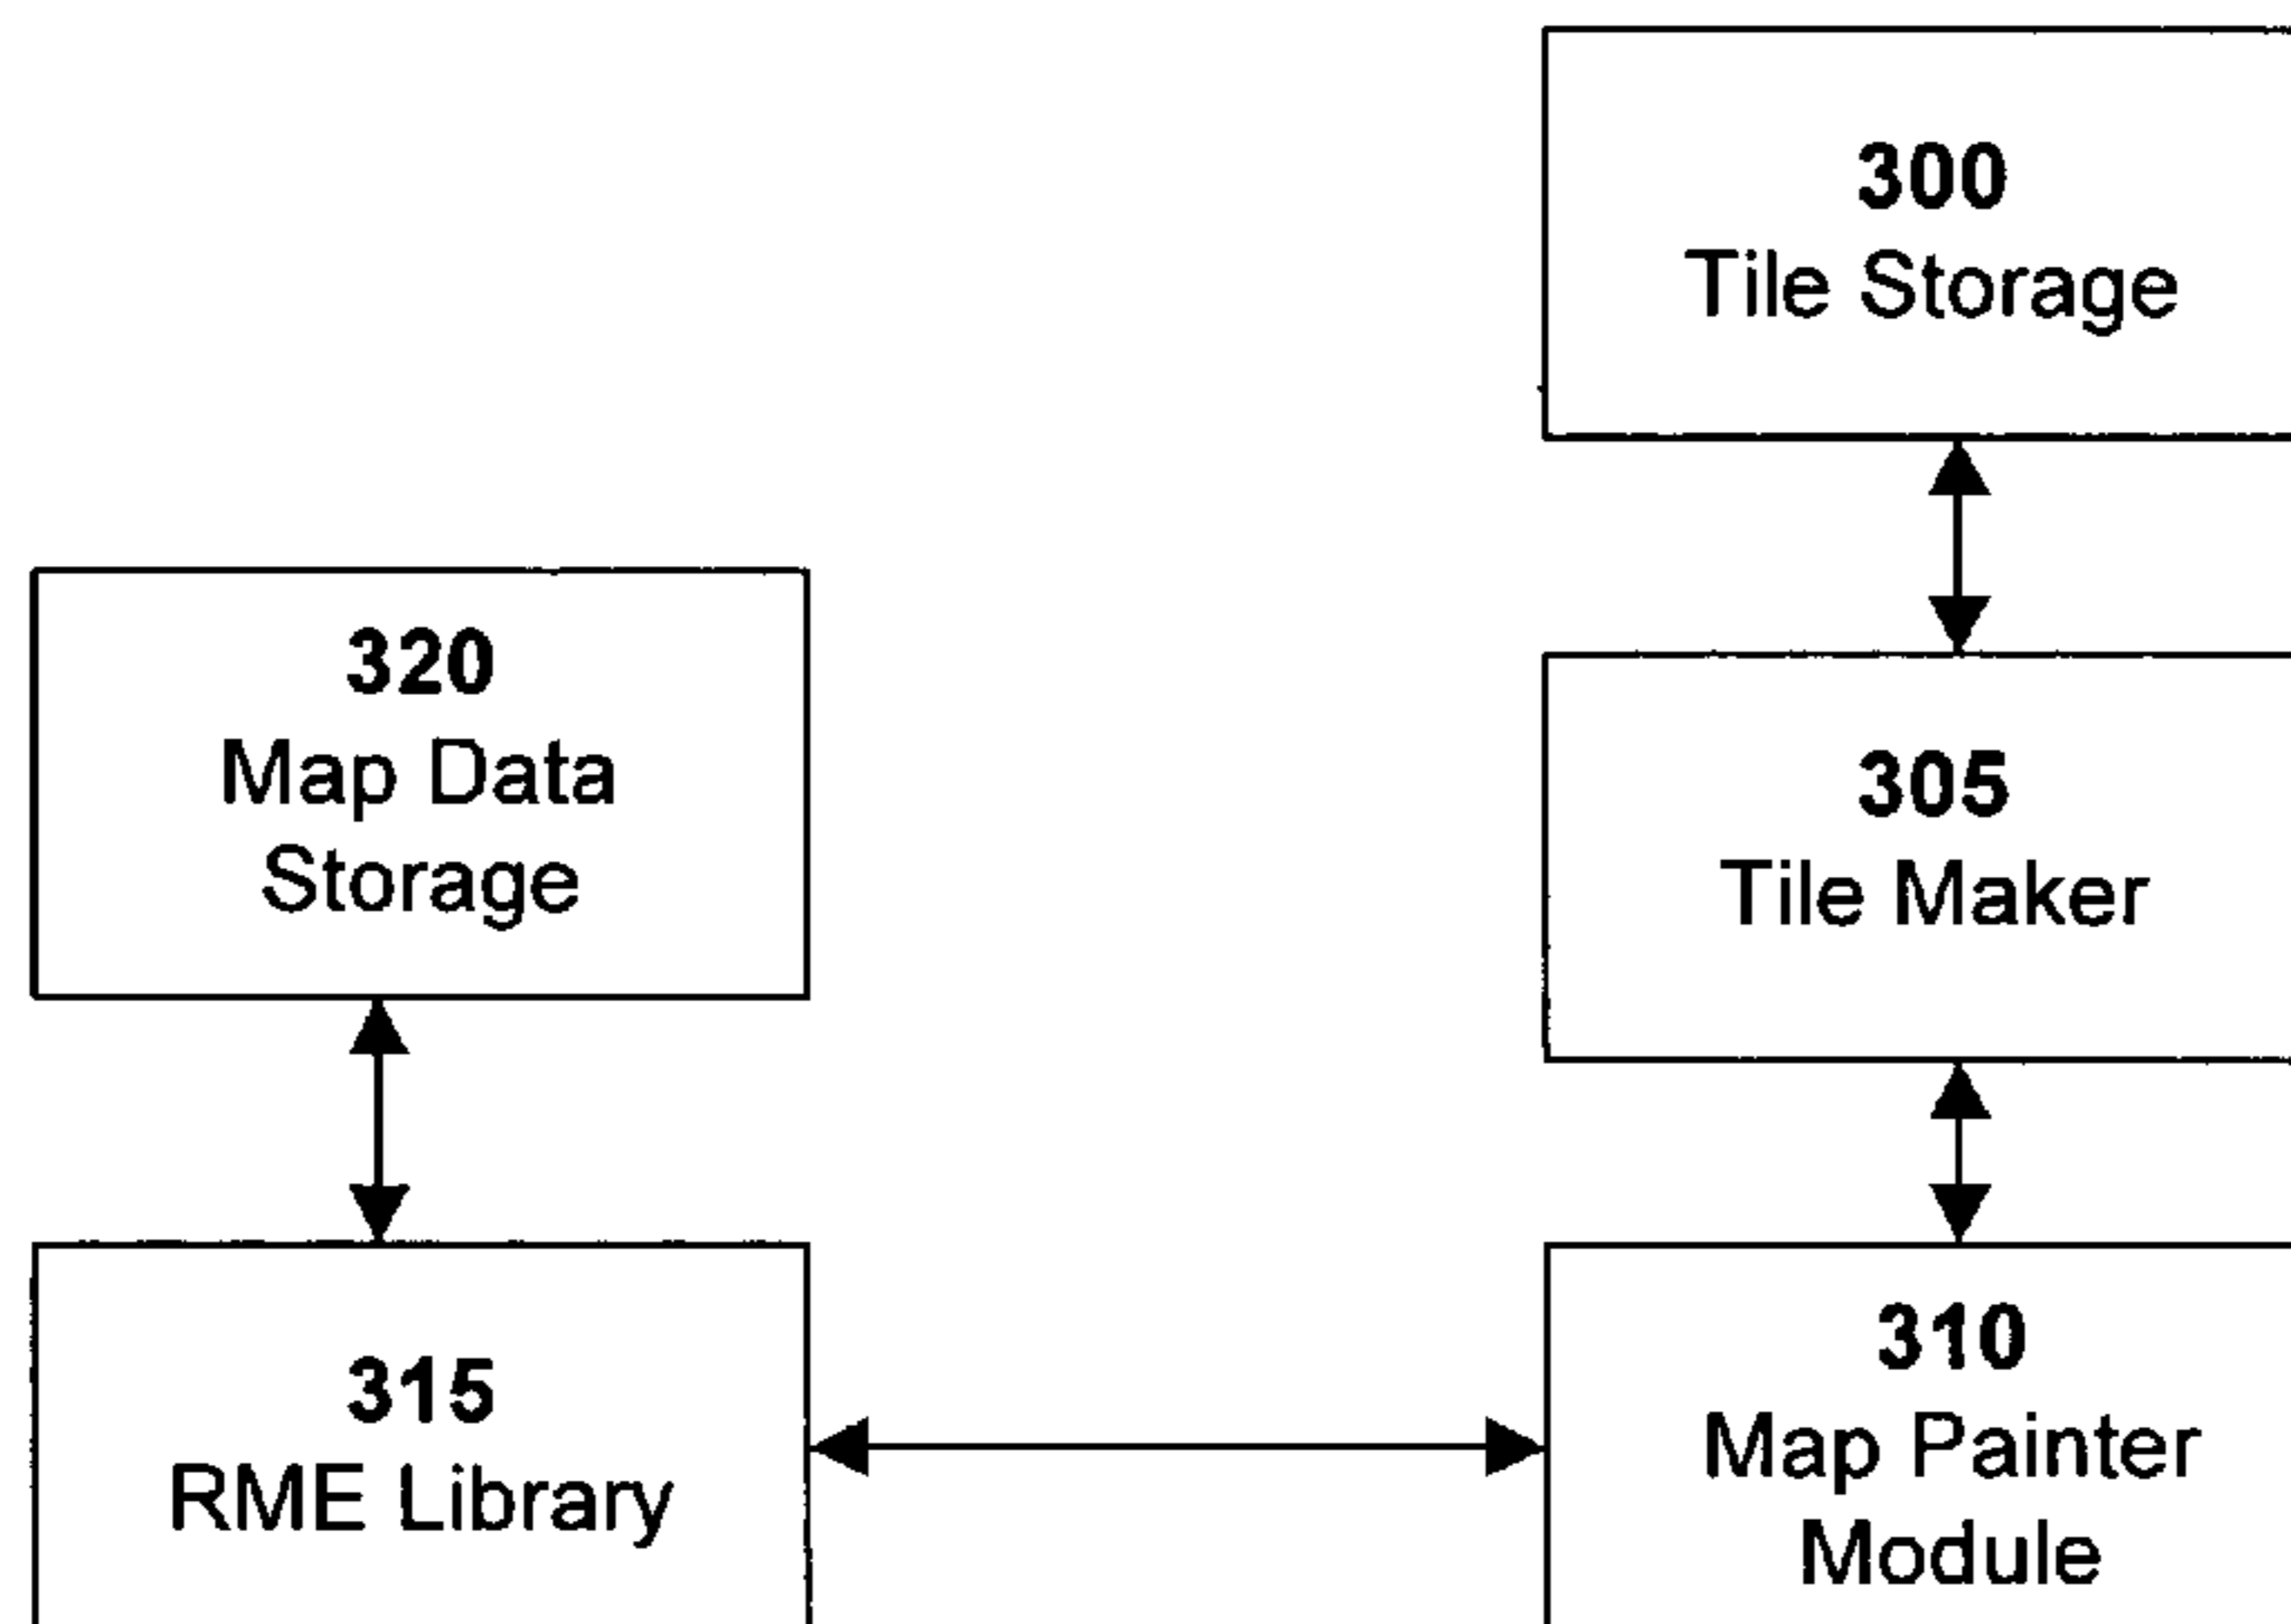 300
Tile Storage
320
Map Data
Storage
305
Tile Maker
315
RME Library
310
Map Painter
Module